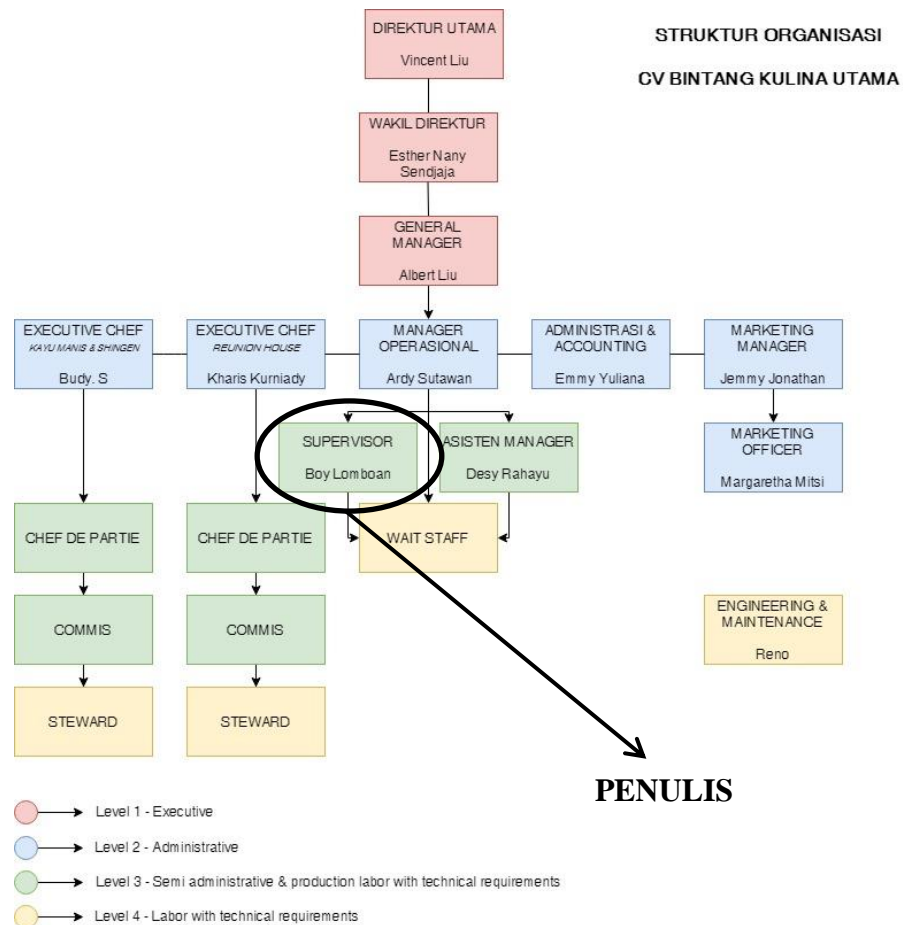 STRUKTUR ORGANISASI
CV BINTANG KULINA UTAMA
DIREKTUR UTAMA
Vincent Liu
WAKIL DIREKTUR
Esther Nany
Sendjaja
GENERAL
MANAGER
Albert Liu
EXECUTIVE CHEF
KAYU MANIS & SHINGEN
Budy. S
EXECUTIVE CHEF
REUNION HOUSE
Kharis Kurniady
MANAGER
OPERASIONAL
Ardy Sutawan
ADMINISTRASI &
ACCOUNTING
Emmy Yuliana
MARKETING
MANAGER
Jemmy Jonathan
SUPERVISOR
Boy Lomboan
ASISTEN MANAGER
Desy Rahayu
MARKETING
OFFICER
Margaretha Mitsi
CHEF DE PARTIE
CHEF DE PARTIE
WAIT STAFF
COMMIS
COMMIS
ENGINEERING &
MAINTENANCE
Reno
STEWARD
STEWARD
PENULIS
Level 1 - Executive
Level 2 - Administrative
Level 3 - Semi administrative & production labor with technical requirements
Level 4 - Labor with technical requirements